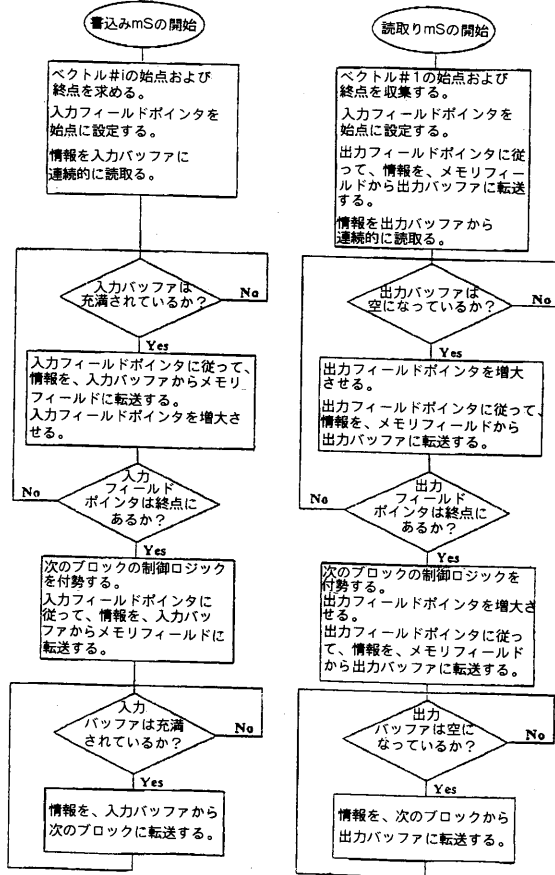 書込みmSの開始
ベクトル#iの始点および
終点を求める。
入力フィールドポインタを
始点に設定する。
情報を入力バッファに
連続的に読取る。
入力バッファは
充満されているか？
No
Yes
入力フィールドポインタに従って、
情報を、入力バッファからメモリ
フィールドに転送する。
入力フィールドポインタを増大さ
せる。
入力
フィールド
ポインタは終点に
あるか？
No
Yes
次のブロックの制御ロジック
を付勢する。
入力フィールドポインタに
従って、情報を、入力バッ
ファからメモリフィールドに
転送する。
入力
バッファは充満
されているか？
No
Yes
情報を、入力バッファから
次のブロックに転送する。
読取りmSの開始
ベクトル#1の始点および
終点を収集する。
入力フィールドポインタを
始点に設定する。
出力フィールドポインタに従
って、情報を、メモリフィー
ルドから出力バッファに転送
する。
情報を出力バッファから
連続的に読取る。
出力バッファは
空になっているか？
No
Yes
出力フィールドポインタを増大
させる。
出力フィールドポインタに従って、
情報を、メモリフィールドから
出力バッファに転送する。
出力
フィールド
ポインタは終点に
あるか？
No
Yes
次のブロックの制御ロジックを
付勢する。
出力フィールドポインタを増大さ
せる。
出力フィールドポインタに従っ
て、情報を、メモリフィールド
から出力バッファに転送する。
出力
バッファは空に
なっているか？
No
Yes
情報を、次のブロックから
出力バッファに転送する。